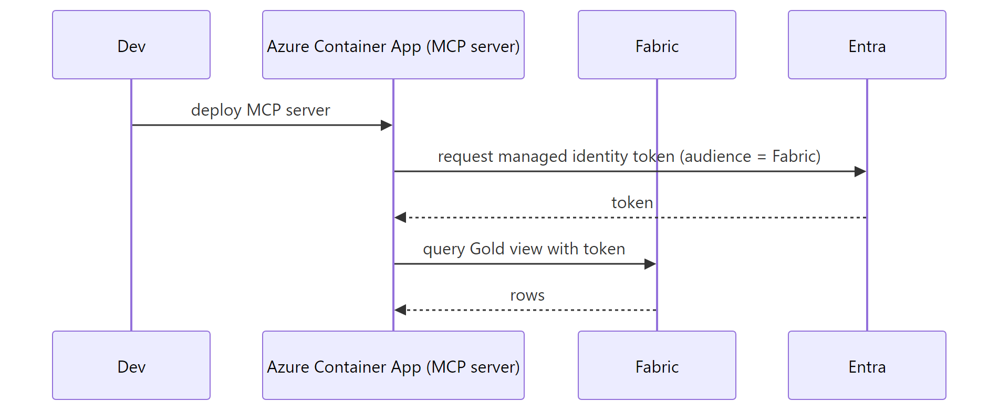 Dev
Azure Container App (MCP server)
Fabric
Entra
deploy MCP server
request managed identity token (audience = Fabric)
token
query Gold view with token
rows
Dev
Azure Container App (MCP server)
Fabric
Entra